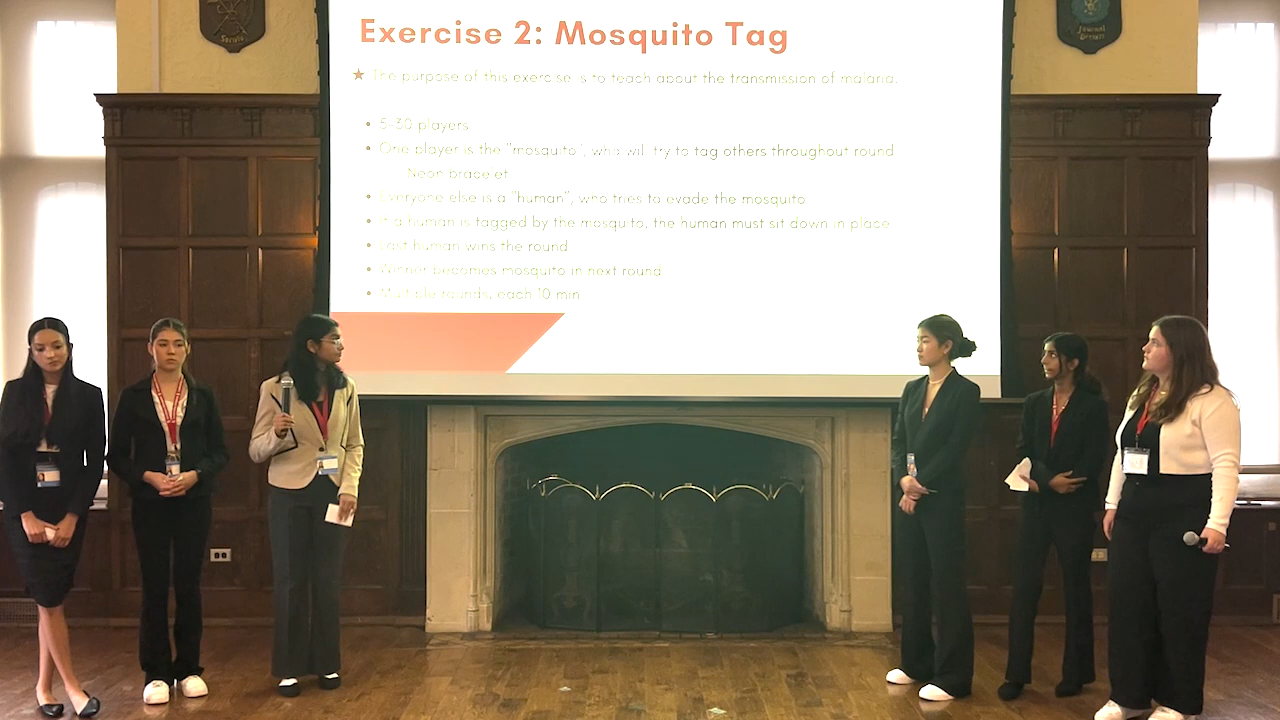 Societe
Journal
Exercise 2: Mosquito Tag
The purpose of this exercise is to teach about the transmission of malaria.
5-30 players
One player is the "mosquito", who will try to tag others throughout round
Neon bracelet
Everyone else is a "human", who tries to evade the mosquito
If a human is tagged by the mosquito, the human must sit down in place
Last human wins the round
Winner becomes mosquito in next round
Multiple rounds, each 10 min